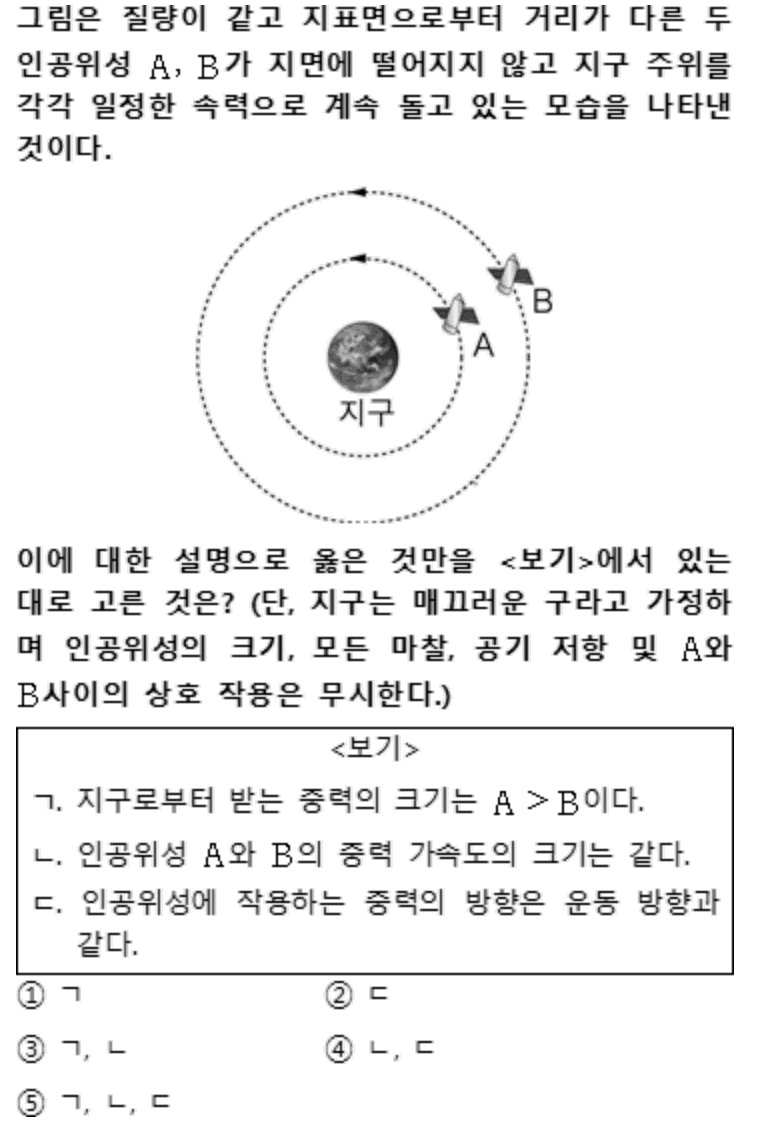 그림은 질량이 같고 지표면으로부터 거리가 다른 두
인공위성 A, B가 지면에 떨어지지 않고 지구 주위를
각각 일정한 속력으로 계속 돌고 있는 모습을 나타낸
것이다.
B
A
지구
이에 대한 설명으로 옳은 것만을 <보기>에서 있는
대로 고른 것은? (단, 지구는 매끄러운 구라고 가정하
며 인공위성의 크기, 모든 마찰, 공기 저항 및 A와
B사이의 상호 작용은 무시한다.)
<보기>
ㄱ. 지구로부터 받는 중력의 크기는 A > B이다.
ㄴ. 인공위성 A와 B의 중력 가속도의 크기는 같다.
ㄷ. 인공위성에 작용하는 중력의 방향은 운동 방향과
같다.
① ㄱ ② ㄷ
③ ㄱ, ㄴ ④ ㄴ, ㄷ
⑤ ㄱ, ㄴ, ㄷ